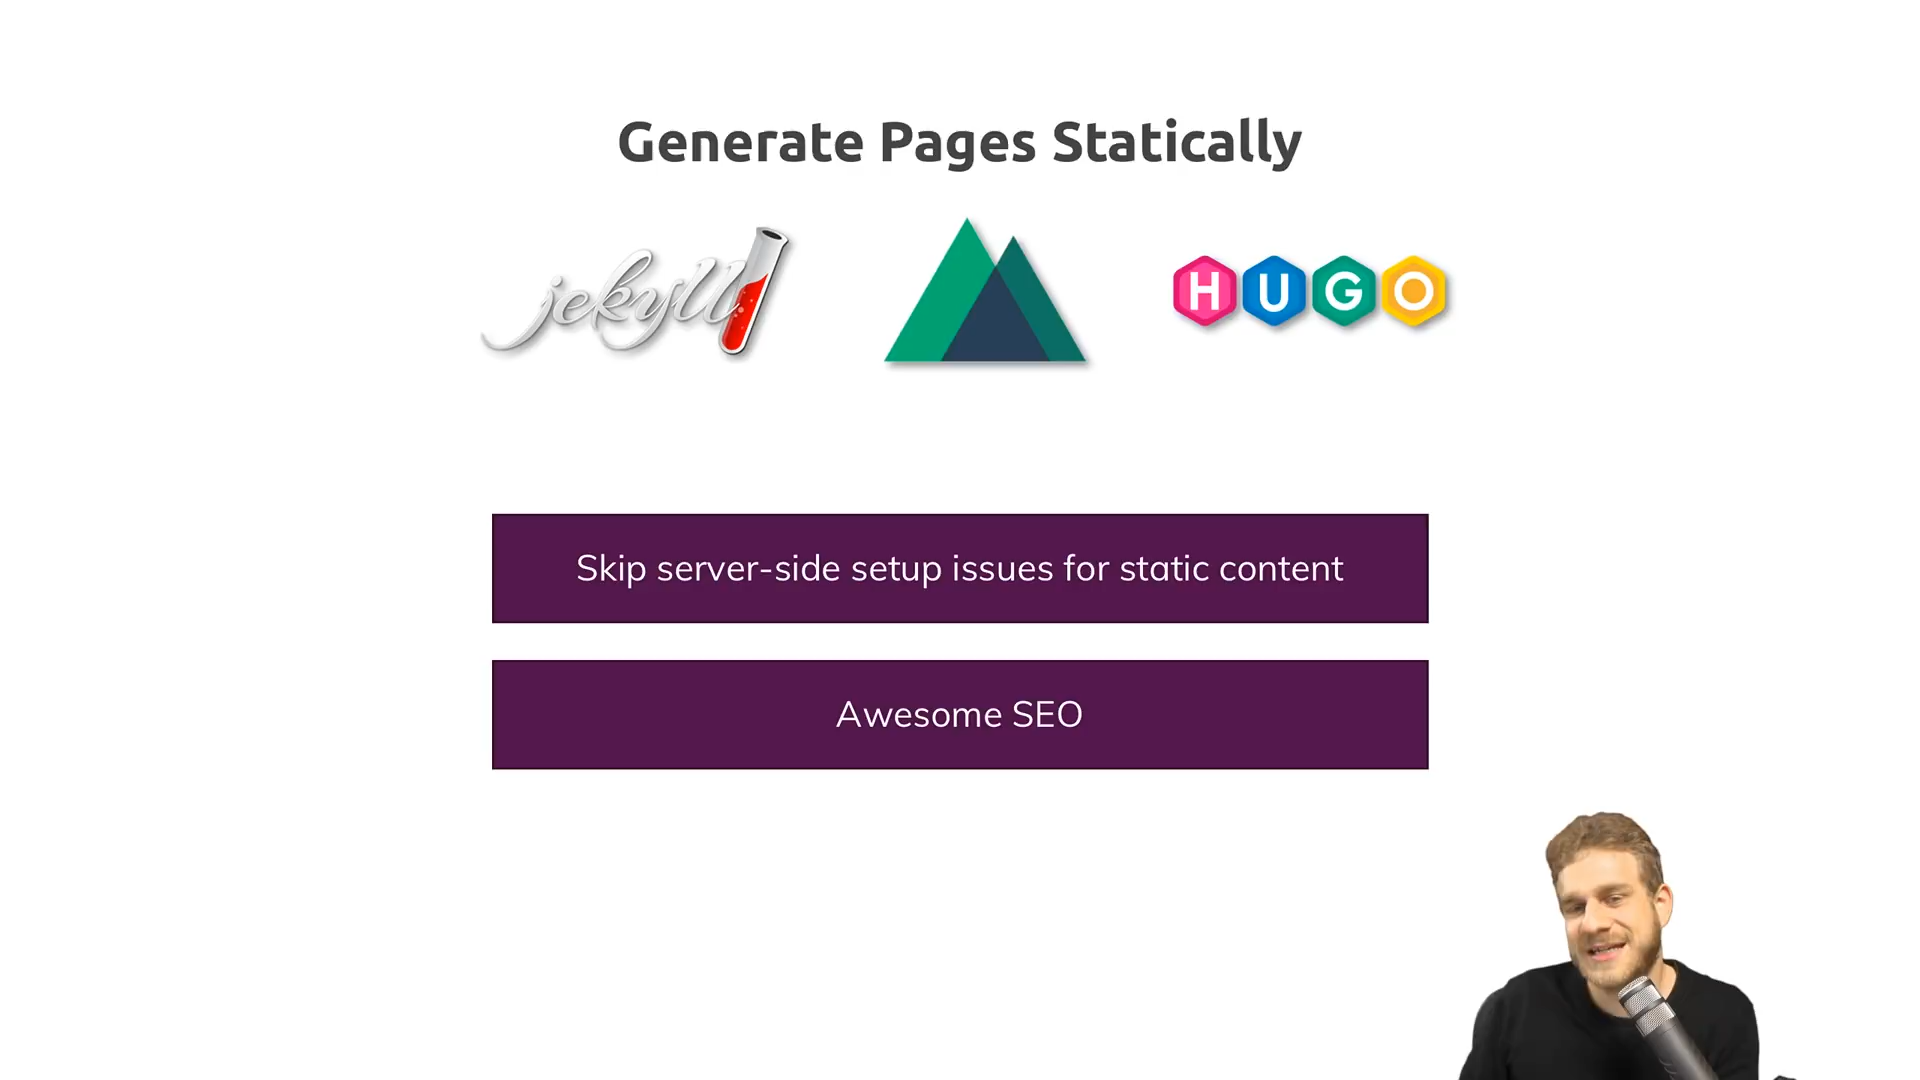 Generate Pages Statically
jekyll
HUGO
Skip server-side setup issues for static content
Awesome SEO